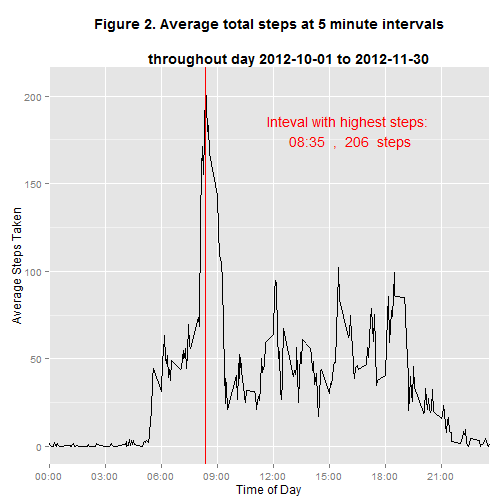 Figure 2. Average total steps at 5 minute intervals
throughout day 2012-10-01 to 2012-11-30
Inteval with highest steps:
08:35 , 206 steps
Average Steps Taken
200
150
100
50
0
00:00 03:00 06:00 09:00 12:00 15:00 18:00 21:00
Time of Day